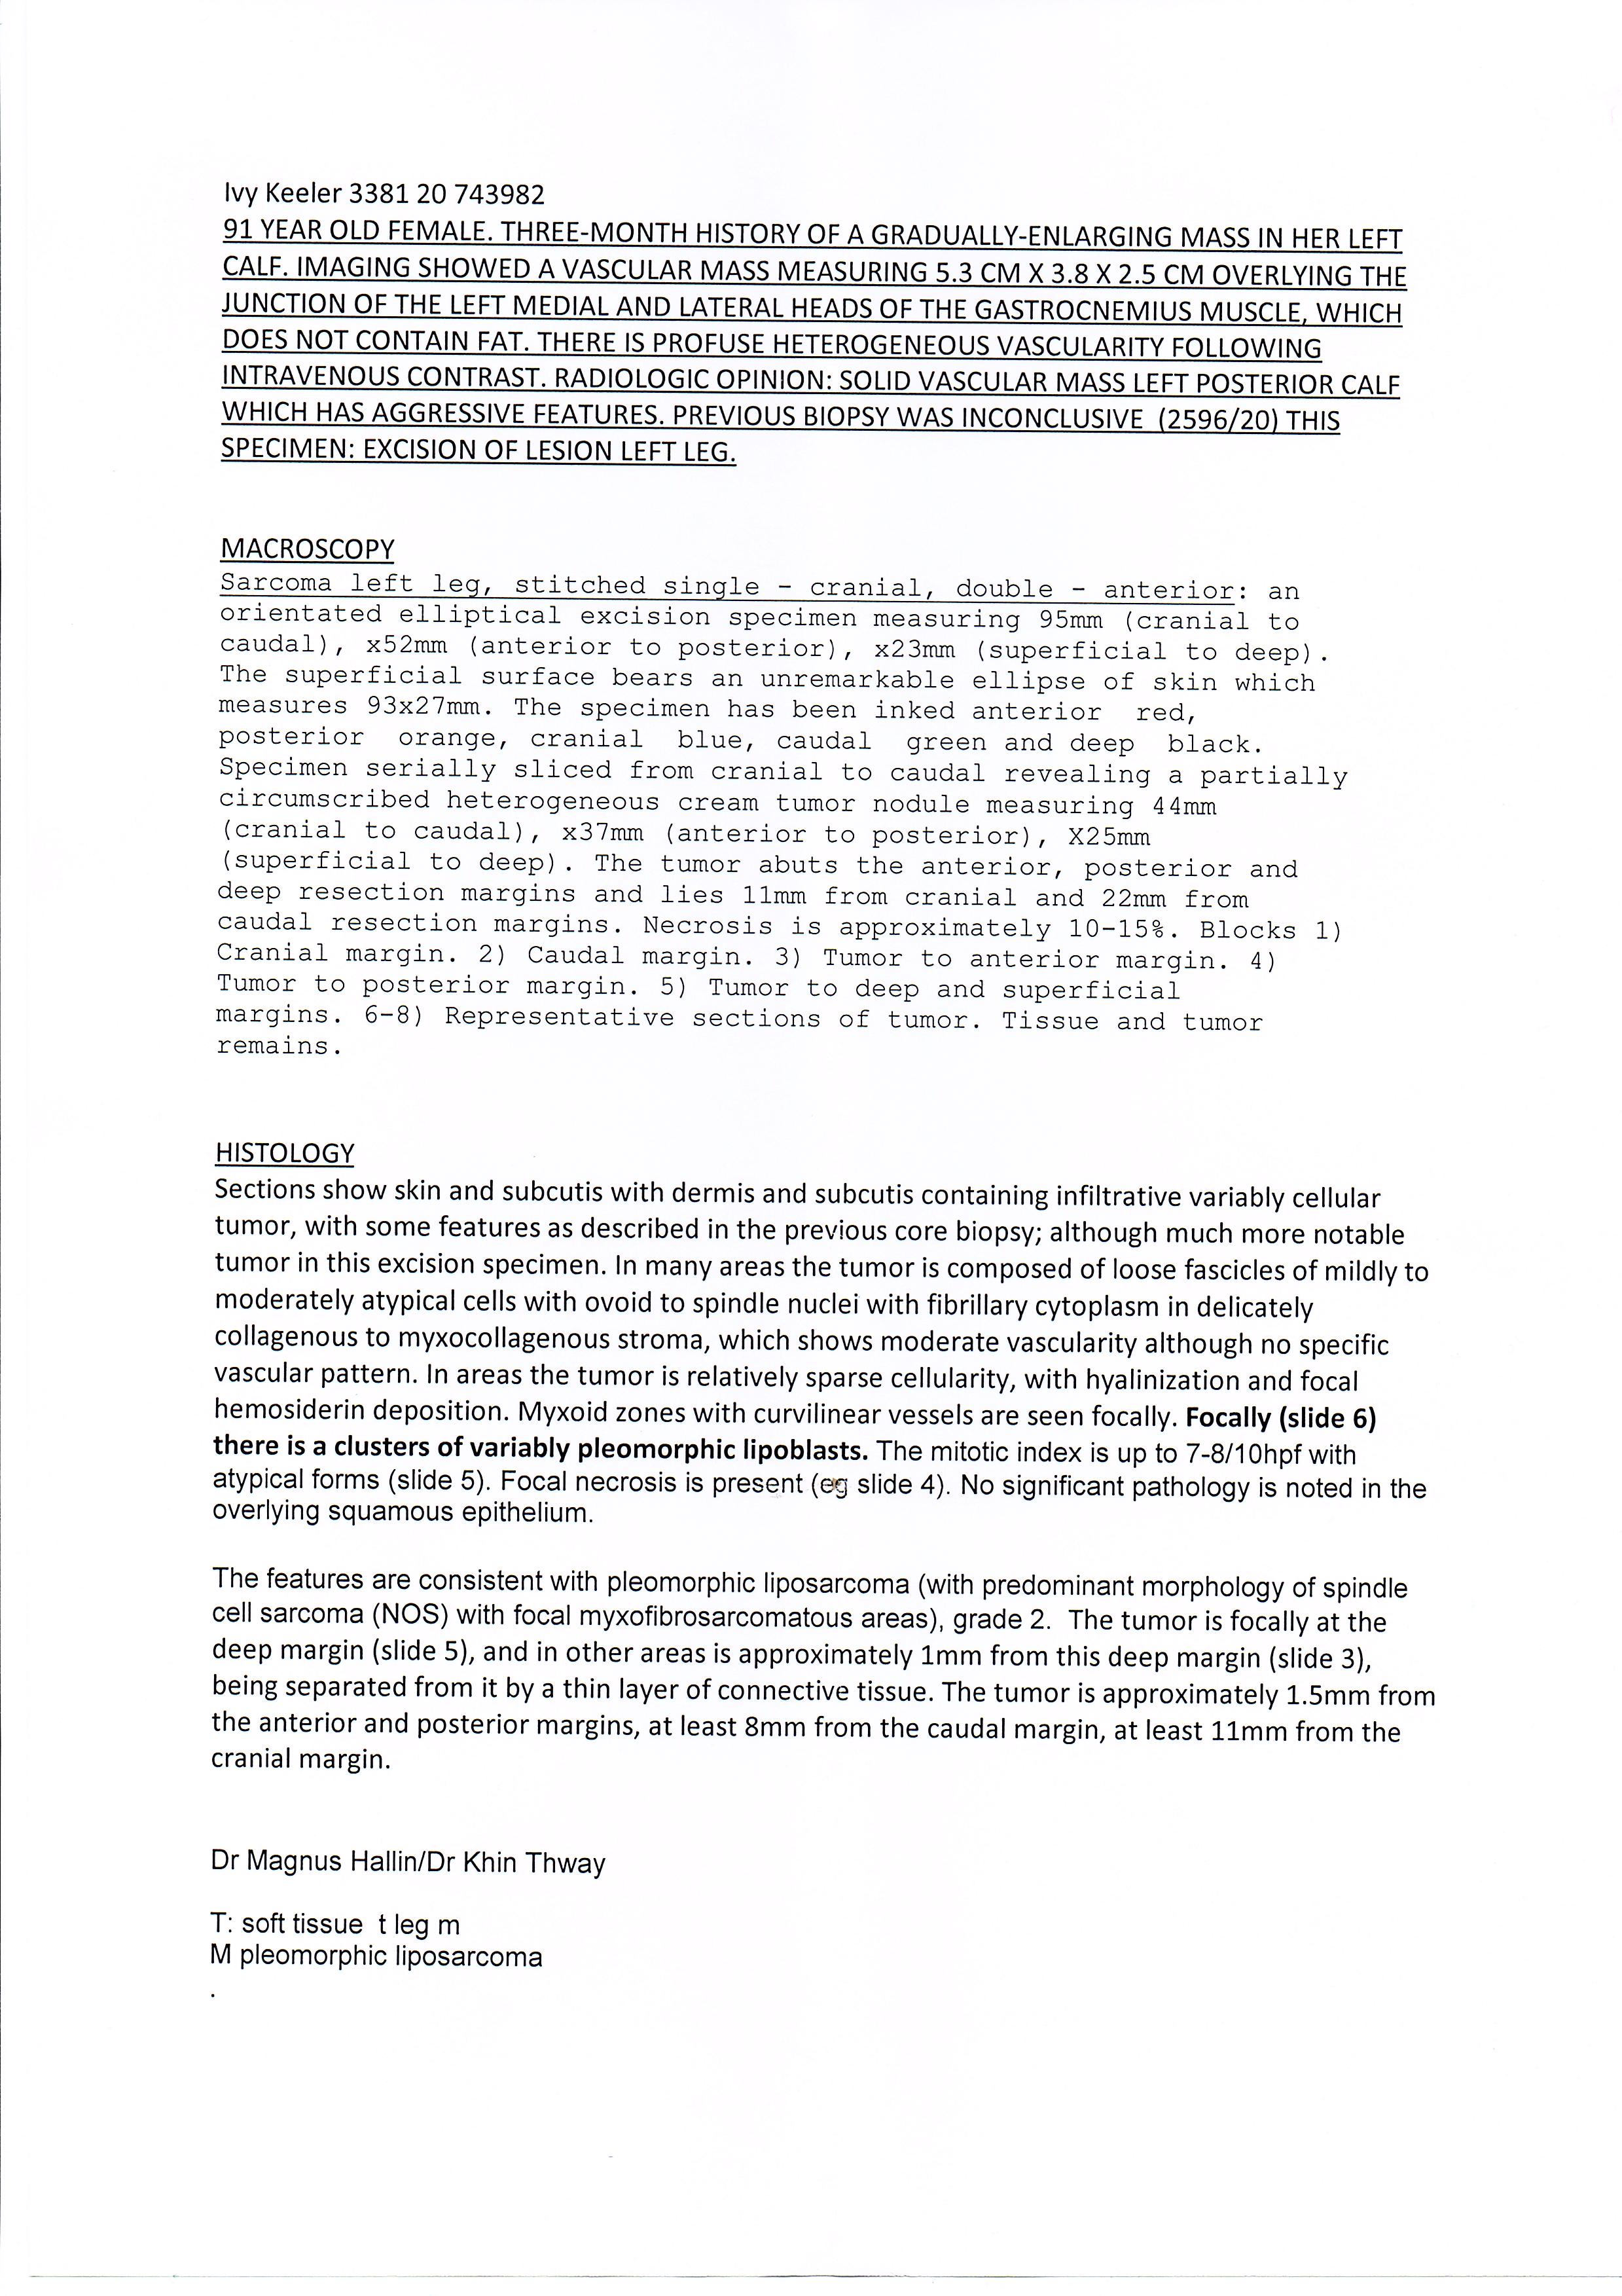 Ivy Keeler 3381 20 743982
91 YEAR OLD FEMALE. THREE-MONTH HISTORY OF A GRADUALLY-ENLARGING MASS IN HER LEFT
CALF. IMAGING SHOWED A VASCULAR MASS MEASURING 5.3 CM X 3.8 X 2.5 CM OVERLYING THE
JUNCTION OF THE LEFT MEDIAL AND LATERAL HEADS OF THE GASTROCNEMIUS MUSCLE, WHICH
DOES NOT CONTAIN FAT. THERE IS PROFUSE HETEROGENEOUS VASCULARITY FOLLOWING
INTRAVENOUS CONTRAST. RADIOLOGIC OPINION: SOLID VASCULAR MASS LEFT POSTERIOR CALF
WHICH HAS AGGRESSIVE FEATURES. PREVIOUS BIOPSY WAS INCONCLUSIVE (2596/20) THIS
SPECIMEN: EXCISION OF LESION LEFT LEG.
MACROSCOPY
Sarcoma left leg, stitched single - cranial, double - anterior: an
orientated elliptical excision specimen measuring 95mm (cranial to
caudal), x52mm (anterior to posterior), x23mm (superficial to deep).
The superficial surface bears an unremarkable ellipse of skin which
measures 93x27mm. The specimen has been inked anterior red,
posterior orange, cranial blue, caudal green and deep black.
Specimen serially sliced from cranial to caudal revealing a partially
circumscribed heterogeneous cream tumor nodule measuring 44mm
(cranial to caudal), x37mm (anterior to posterior), X25mm
(superficial to deep). The tumor abuts the anterior, posterior and
deep resection margins and lies 11mm from cranial and 22mm from
caudal resection margins. Necrosis is approximately 10-15%. Blocks 1)
Cranial margin. 2) Caudal margin. 3) Tumor to anterior margin. 4)
Tumor to posterior margin. 5) Tumor to deep and superficial
margins. 6-8) Representative sections of tumor. Tissue and tumor
remains.
HISTOLOGY
Sections show skin and subcutis with dermis and subcutis containing infiltrative variably cellular
tumor, with some features as described in the previous core biopsy; although much more notable
tumor in this excision specimen. In many areas the tumor is composed of loose fascicles of mildly to
moderately atypical cells with ovoid to spindle nuclei with fibrillary cytoplasm in delicately
collagenous to myxocollagenous stroma, which shows moderate vascularity although no specific
vascular pattern. In areas the tumor is relatively sparse cellularity, with hyalinization and focal
hemosiderin deposition. Myxoid zones with curvilinear vessels are seen focally. Focally (slide 6)
there is a clusters of variably pleomorphic lipoblasts. The mitotic index is up to 7-8/10hpf with
atypical forms (slide 5). Focal necrosis is present (eg slide 4). No significant pathology is noted in the
overlying squamous epithelium.
The features are consistent with pleomorphic liposarcoma (with predominant morphology of spindle
cell sarcoma (NOS) with focal myxofibrosarcomatous areas), grade 2. The tumor is focally at the
deep margin (slide 5), and in other areas is approximately 1mm from this deep margin (slide 3),
being separated from it by a thin layer of connective tissue. The tumor is approximately 1.5mm from
the anterior and posterior margins, at least 8mm from the caudal margin, at least 11mm from the
cranial margin.
Dr Magnus Hallin/Dr Khin Thway
T: soft tissue t leg m
M pleomorphic liposarcoma
.